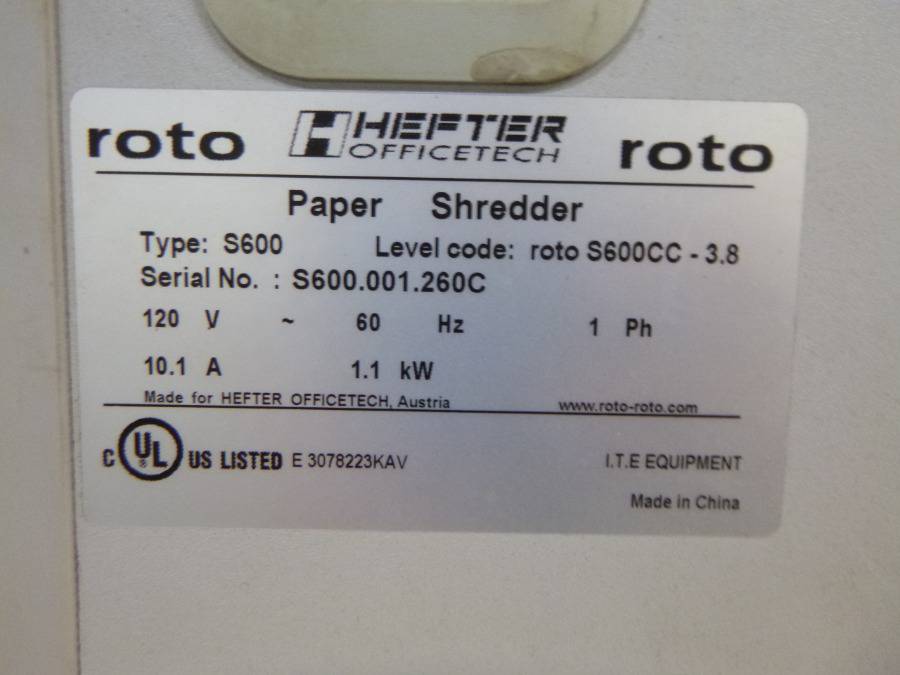 roto HEFTER OFFICETECH roto
Paper Shredder
Type: S600 Level code: roto S600CC - 3.8
Serial No. : S600.001.260C
120 V ~ 60 Hz 1 Ph
10.1 A 1.1 kW
Made for HEFTER OFFICETECH, Austria www.roto-roto.com
C UL ® US LISTED E 3078223KAV I.T.E EQUIPMENT
Made in China